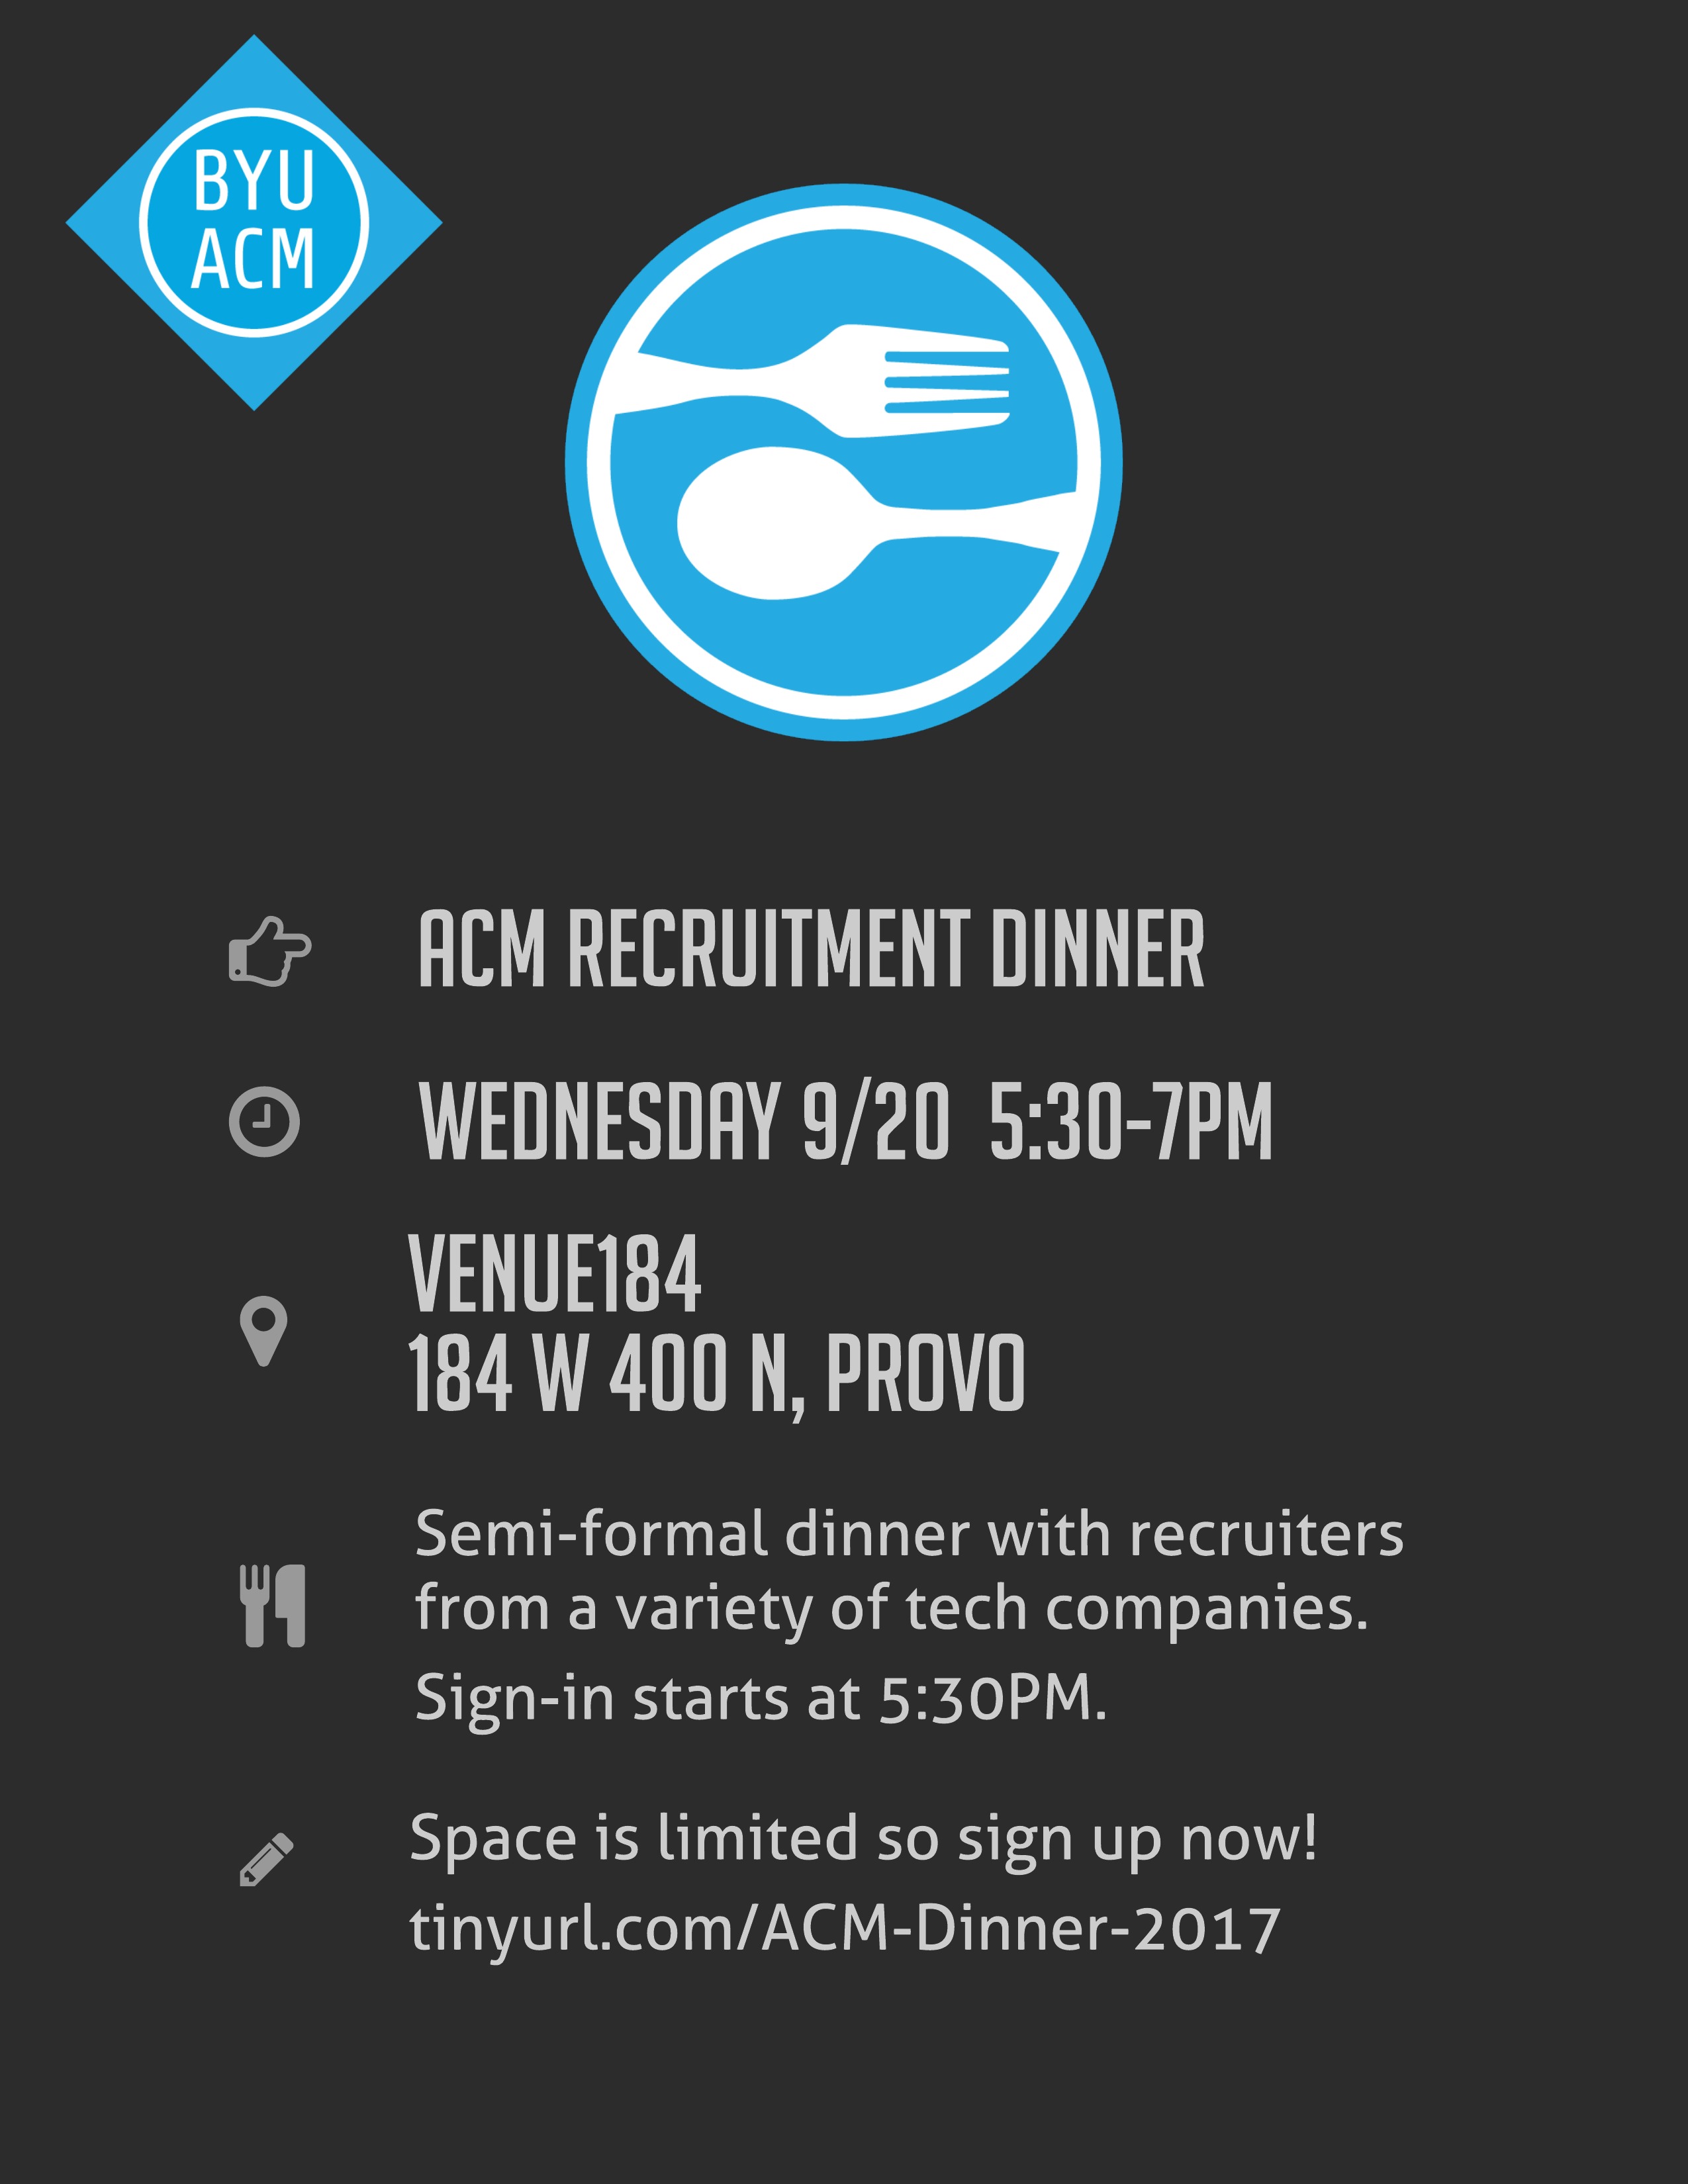 BYU
ACM
ACM RECRUITMENT DINNER
WEDNESDAY 9/20 5:30-7PM
VENUE184
184 W 400 N, PROVO
Semi-formal dinner with recruiters
from a variety of tech companies.
Sign-in starts at 5:30PM.
Space is limited so sign up now!
tinyurl.com/ACM-Dinner-2017